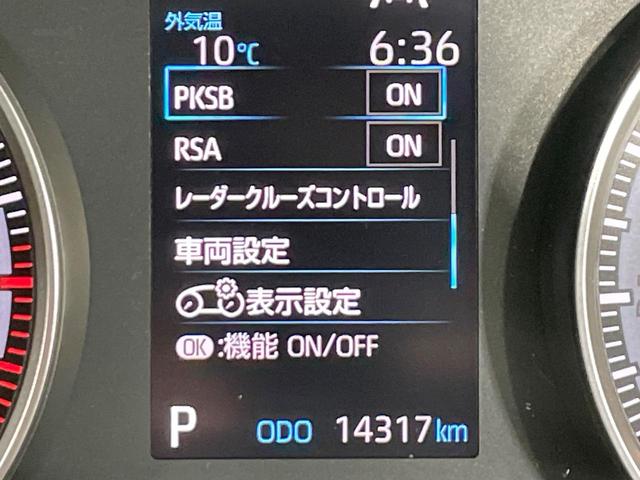 外気温
10℃ 6:36
PKSB ON
RSA ON
レーダークルーズコントロール
車両設定
表示設定
OK:機能 ON/OFF
P ODO 14317 km